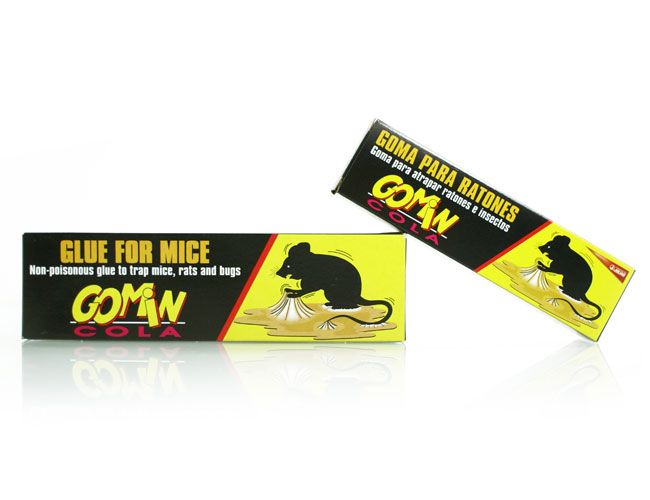 GLUE FOR MICE
Non-poisonous glue to trap mice, rats and bugs
GOMiN
COLA
GOMA PARA RATONES
Goma para atrapar ratones e insectos
GOMiN
COLA